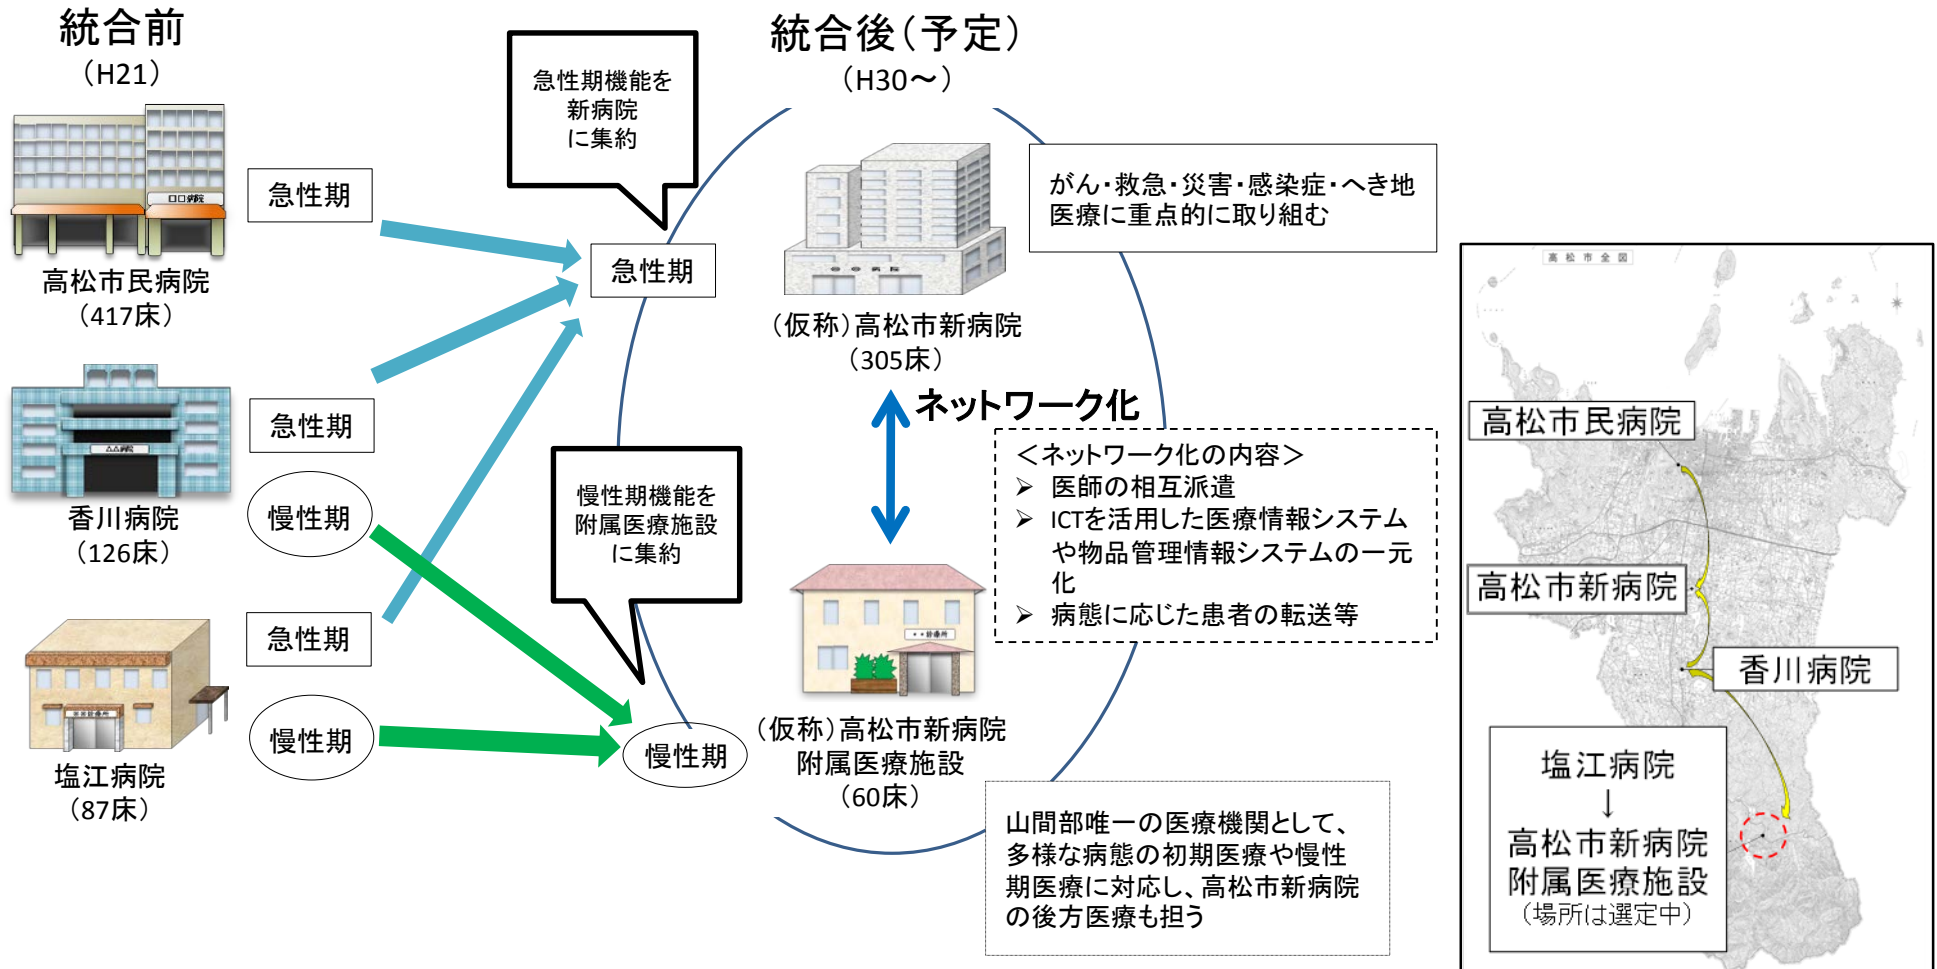 統合前
（H21）
口口病院
高松市民病院
（417床）
急性期
△△病院
香川病院
（126床）
急性期
慢性期
塩江病院
（87床）
急性期
慢性期
急性期機能を
新病院
に集約
急性期
慢性期機能を
附属医療施設
に集約
慢性期
統合後（予定）
（H30～）
（仮称）高松市新病院
（305床）
がん・救急・災害・感染症・へき地
医療に重点的に取り組む
ネットワーク化
＜ネットワーク化の内容＞
➢ 医師の相互派遣
➢ ICTを活用した医療情報システム
や物品管理情報システムの一元
化
➢ 病態に応じた患者の転送等
（仮称）高松市新病院
附属医療施設
（60床）
山間部唯一の医療機関として、
多様な病態の初期医療や慢性
期医療に対応し、高松市新病院
の後方医療も担う
高松市全図
高松市民病院
高松市新病院
香川病院
塩江病院
↓
高松市新病院
附属医療施設
（場所は選定中）